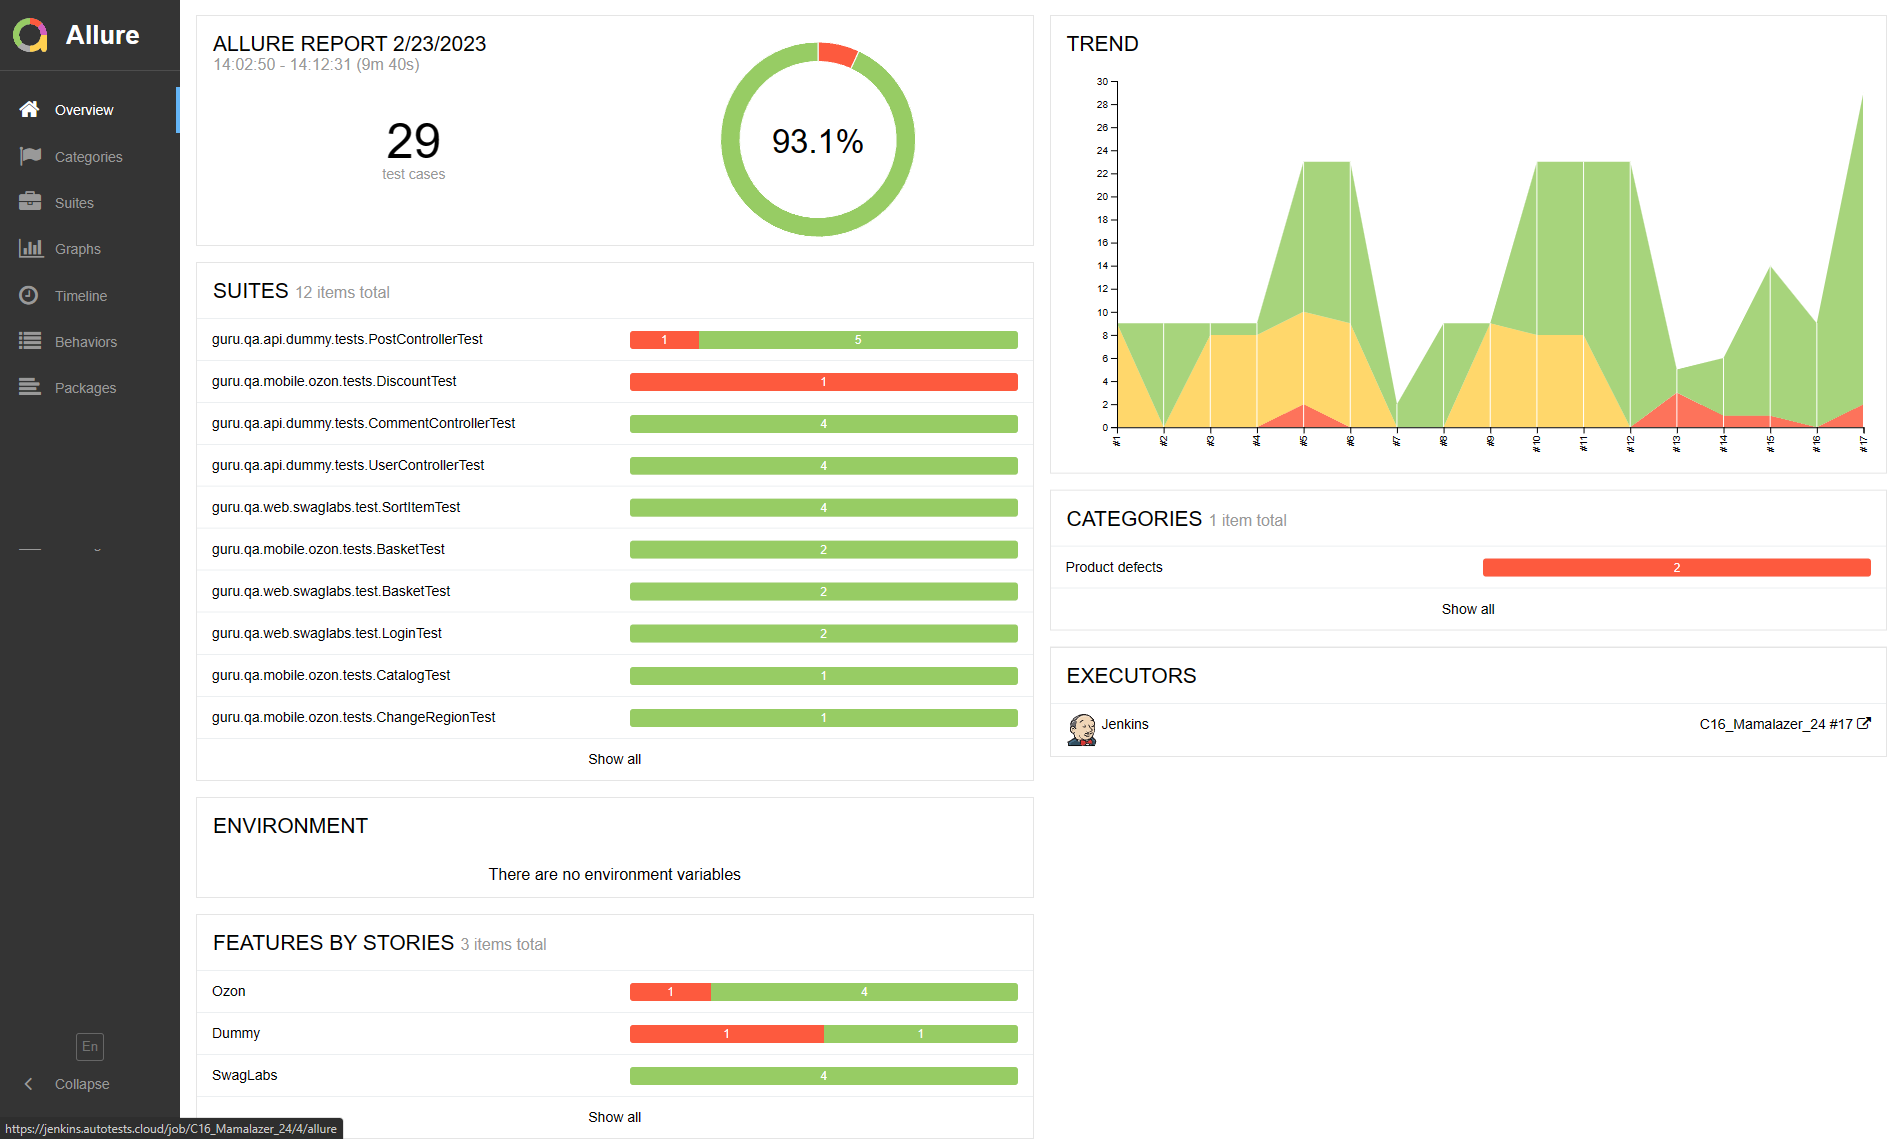 Allure
Overview
Categories
Suites
Graphs
Timeline
Behaviors
Packages
En
Collapse
https://jenkins.autotests.cloud/job/C16_Mamalazer_24/4/allure
ALLURE REPORT 2/23/2023
14:02:50 - 14:12:31 (9m 40s)
29
test cases
93.1%
SUITES 12 items total
guru.qa.api.dummy.tests.PostControllerTest 1 5
guru.qa.mobile.ozon.tests.DiscountTest 1
guru.qa.api.dummy.tests.CommentControllerTest 4
guru.qa.api.dummy.tests.UserControllerTest 4
guru.qa.web.swaglabs.test.SortItemTest 4
guru.qa.mobile.ozon.tests.BasketTest 2
guru.qa.web.swaglabs.test.BasketTest 2
guru.qa.web.swaglabs.test.LoginTest 2
guru.qa.mobile.ozon.tests.CatalogTest 1
guru.qa.mobile.ozon.tests.ChangeRegionTest 1
Show all
ENVIRONMENT
There are no environment variables
FEATURES BY STORIES 3 items total
Ozon 1 4
Dummy 1 1
SwagLabs 4
Show all
TREND
30
28
26
24
22
20
18
16
14
12
10
8
6
4
2
0
#1 #2 #3 #4 #5 #6 #7 #8 #9 #10 #11 #12 #13 #14 #15 #16 #17
CATEGORIES 1 item total
Product defects 2
Show all
EXECUTORS
Jenkins C16_Mamalazer_24 #17